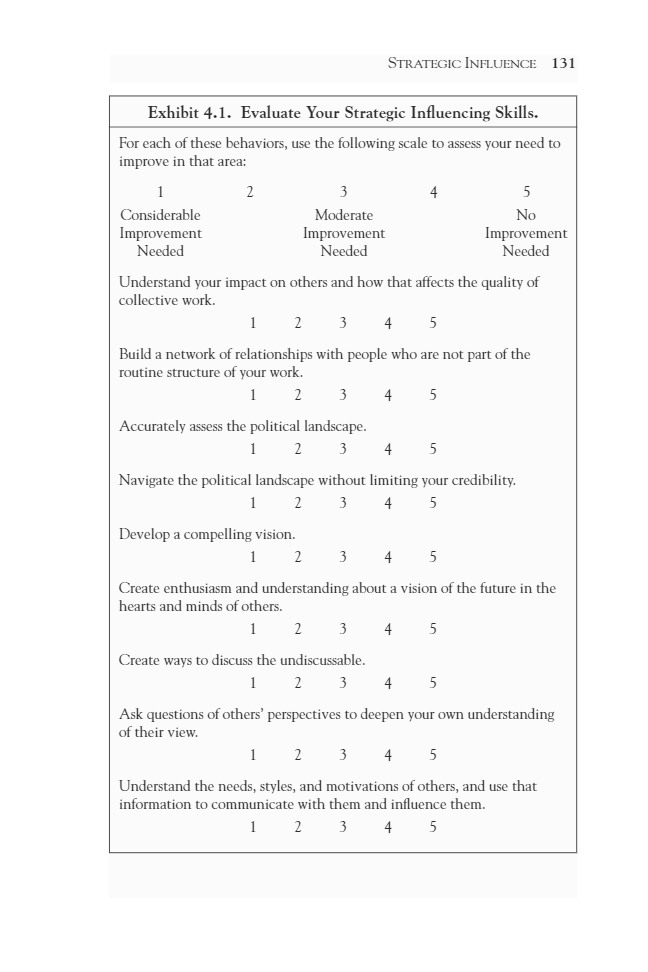 STRATEGIC INFLUENCE 131
Exhibit 4.1. Evaluate Your Strategic Influencing Skills.
For each of these behaviors, use the following scale to assess your need to
improve in that area:
1 2 3 4 5
Considerable Moderate No
Improvement Improvement Improvement
Needed Needed Needed
Understand your impact on others and how that affects the quality of
collective work.
1 2 3 4 5
Build a network of relationships with people who are not part of the
routine structure of your work.
1 2 3 4 5
Accurately assess the political landscape.
1 2 3 4 5
Navigate the political landscape without limiting your credibility.
1 2 3 4 5
Develop a compelling vision.
1 2 3 4 5
Create enthusiasm and understanding about a vision of the future in the
hearts and minds of others.
1 2 3 4 5
Create ways to discuss the undiscussable.
1 2 3 4 5
Ask questions of others’ perspectives to deepen your own understanding
of their view.
1 2 3 4 5
Understand the needs, styles, and motivations of others, and use that
information to communicate with them and influence them.
1 2 3 4 5